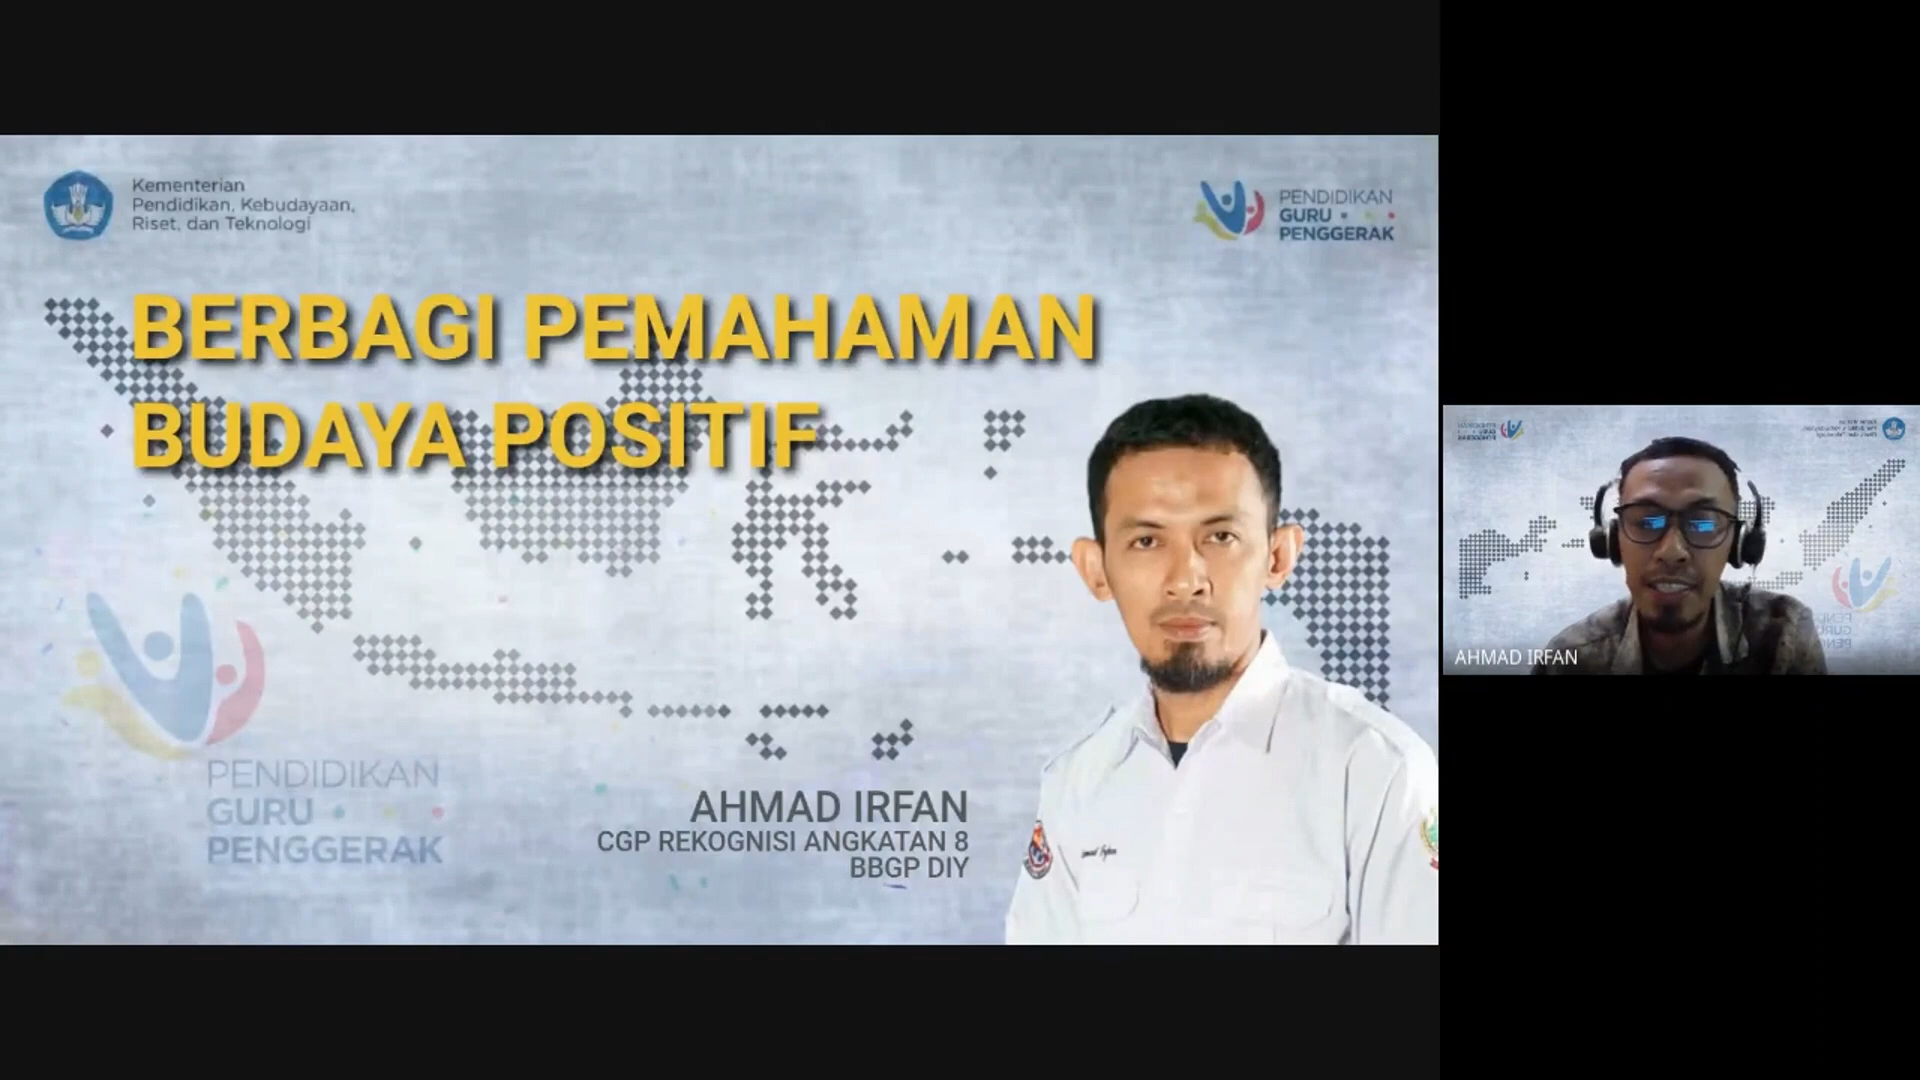 Kementerian
Pendidikan, Kebudayaan,
Riset, dan Teknologi
PENDIDIKAN
GURU
PENGGERAK
BERBAGI PEMAHAMAN
BUDAYA POSITIF
PENDIDIKAN
GURU
PENGGERAK
AHMAD IRFAN
CGP REKOGNISI ANGKATAN 8
BBGP DIY
AHMAD IRFAN